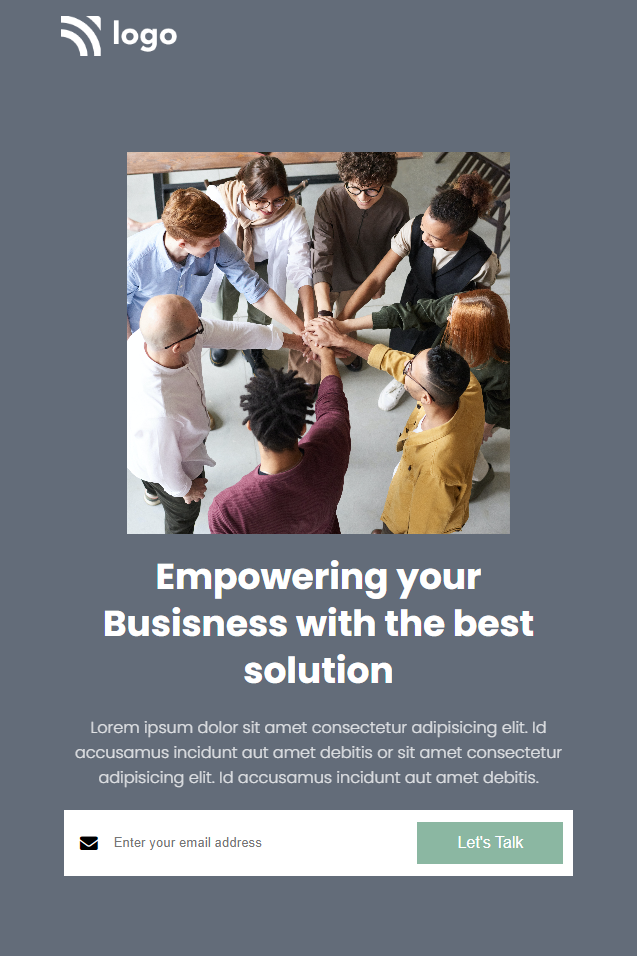 logo
Empowering your
Busisness with the best
solution
Lorem ipsum dolor sit amet consectetur adipisicing elit. Id
accusamus incidunt aut amet debitis or sit amet consectetur
adipisicing elit. Id accusamus incidunt aut amet debitis.
Enter your email address
Let's Talk